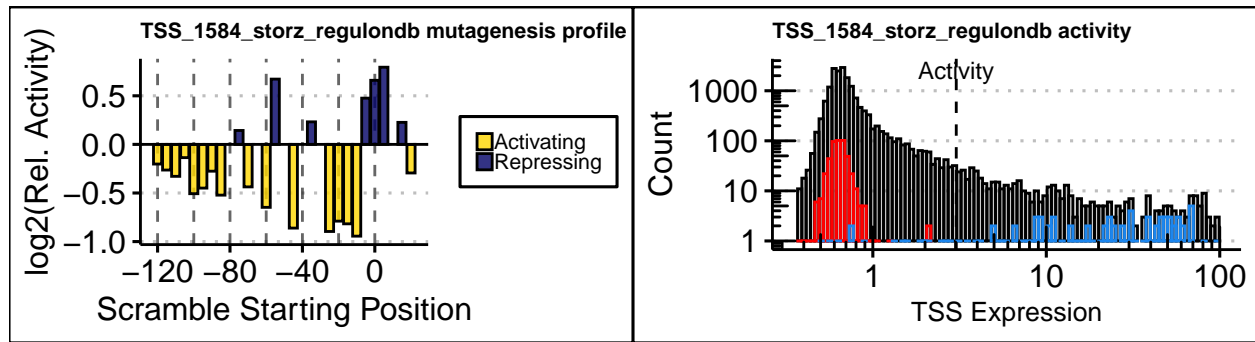 TSS_1584_storz_regulondb mutagenesis profile
log2(Rel. Activity)
0.5
0.0
−0.5
−1.0
−120 −80 −40 0
Scramble Starting Position
Activating
Repressing
TSS_1584_storz_regulondb activity
Activity
Count
1000
100
10
1
1 10 100
TSS Expression